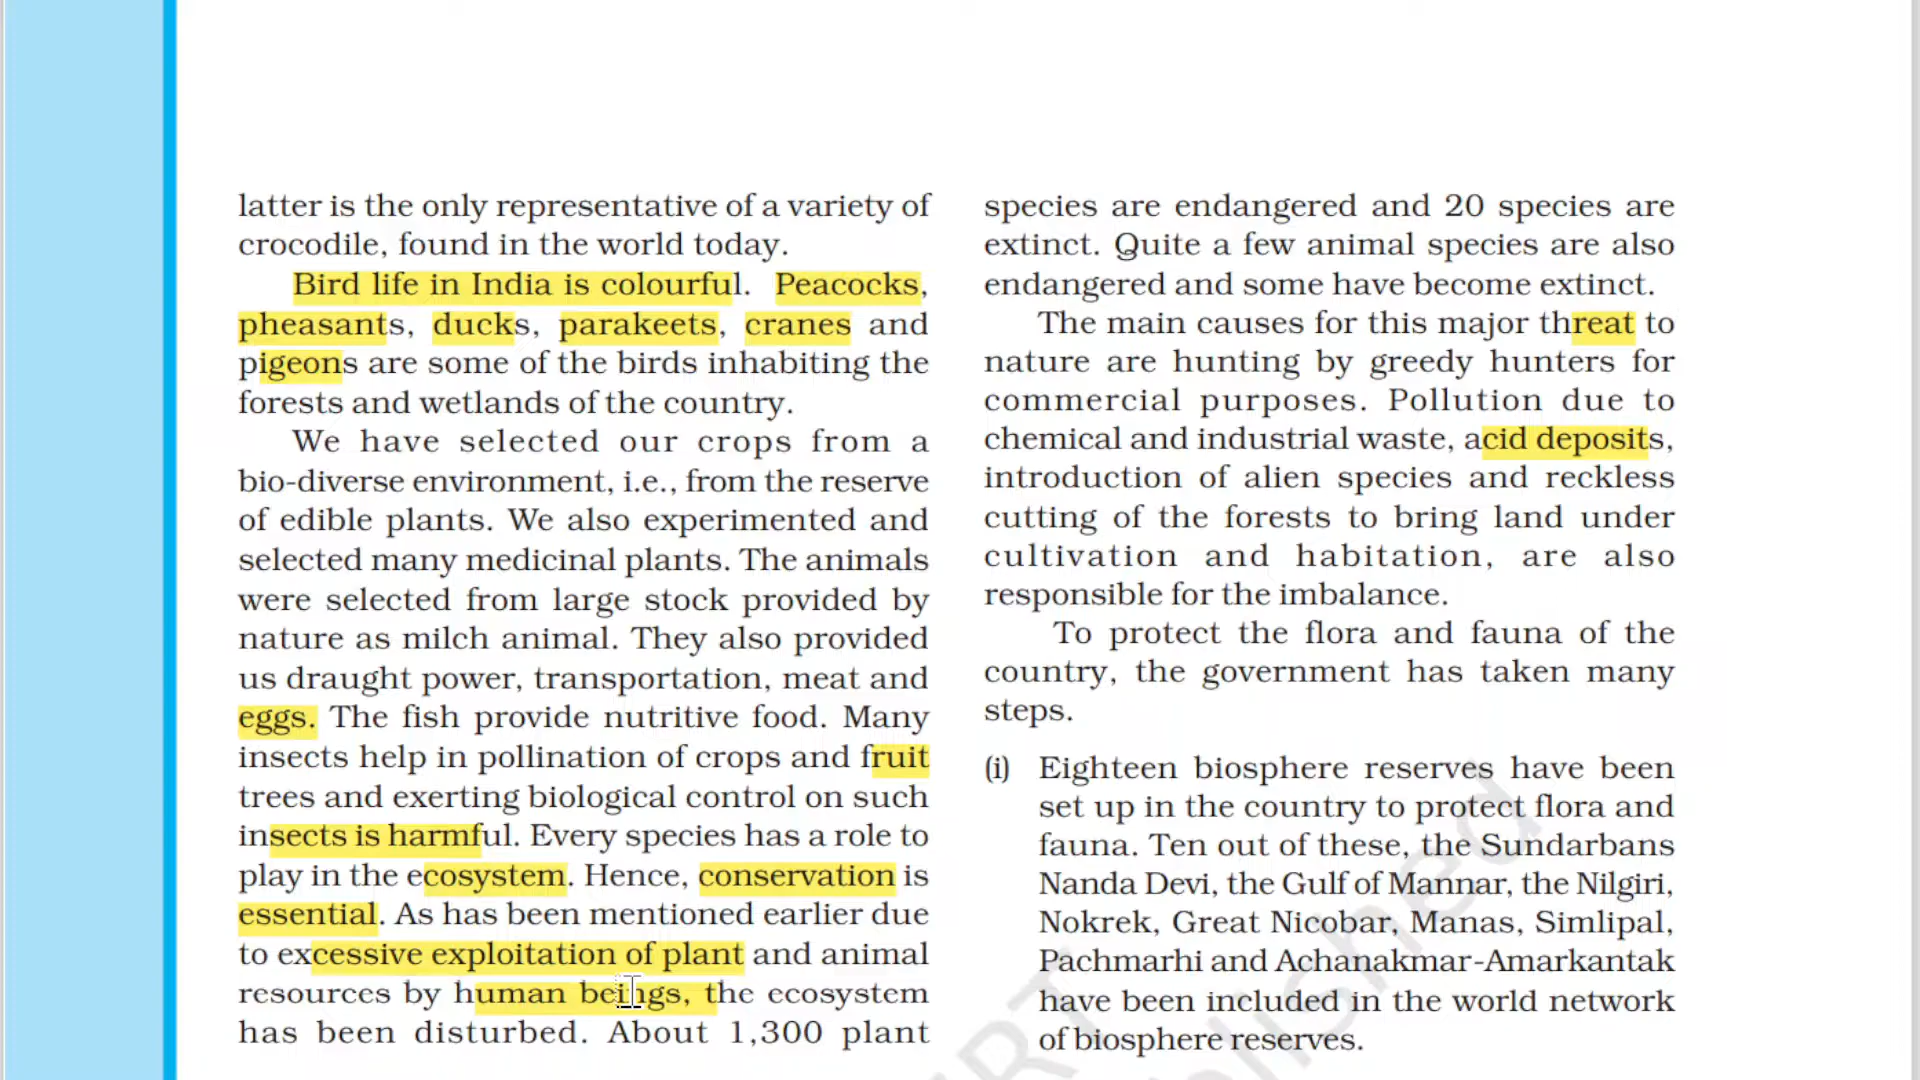 latter is the only representative of a variety of
crocodile, found in the world today.
Bird life in India is colourful. Peacocks,
pheasants, ducks, parakeets, cranes and
pigeons are some of the birds inhabiting the
forests and wetlands of the country.
We have selected our crops from a
bio-diverse environment, i.e., from the reserve
of edible plants. We also experimented and
selected many medicinal plants. The animals
were selected from large stock provided by
nature as milch animal. They also provided
us draught power, transportation, meat and
eggs. The fish provide nutritive food. Many
insects help in pollination of crops and fruit
trees and exerting biological control on such
insects is harmful. Every species has a role to
play in the ecosystem. Hence, conservation is
essential. As has been mentioned earlier due
to excessive exploitation of plant and animal
resources by human beings, the ecosystem
has been disturbed. About 1,300 plant
species are endangered and 20 species are
extinct. Quite a few animal species are also
endangered and some have become extinct.
The main causes for this major threat to
nature are hunting by greedy hunters for
commercial purposes. Pollution due to
chemical and industrial waste, acid deposits,
introduction of alien species and reckless
cutting of the forests to bring land under
cultivation and habitation, are also
responsible for the imbalance.
To protect the flora and fauna of the
country, the government has taken many
steps.
(i) Eighteen biosphere reserves have been
set up in the country to protect flora and
fauna. Ten out of these, the Sundarbans
Nanda Devi, the Gulf of Mannar, the Nilgiri,
Nokrek, Great Nicobar, Manas, Simlipal,
Pachmarhi and Achanakmar-Amarkantak
have been included in the world network
of biosphere reserves.